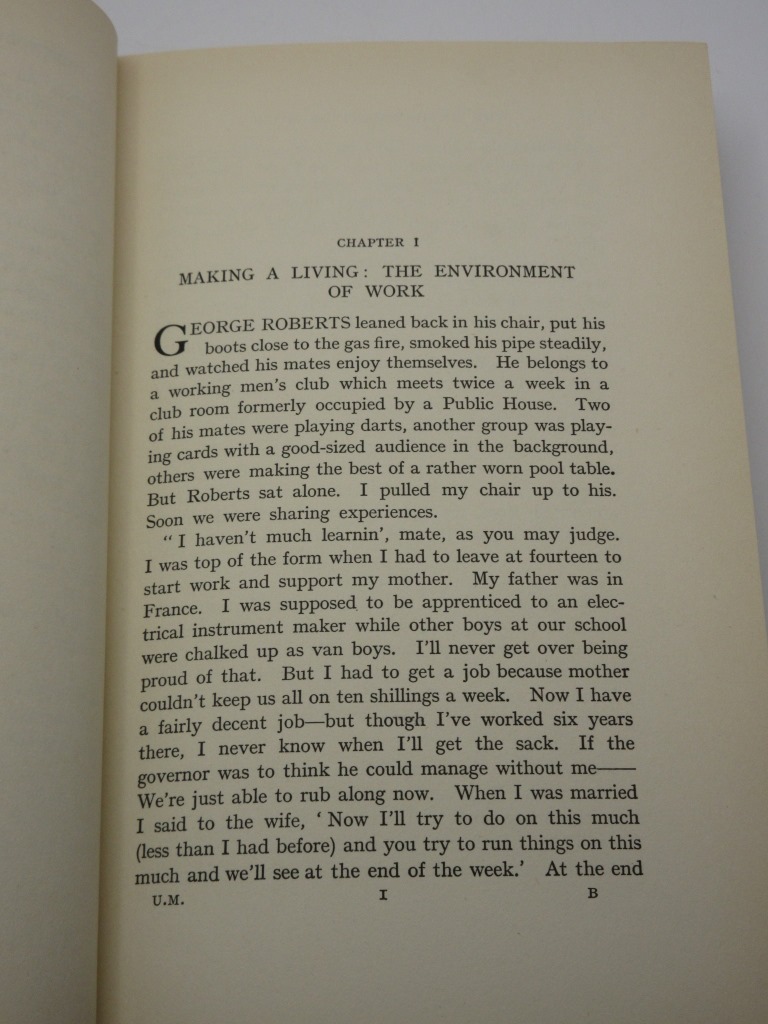 CHAPTER I
MAKING A LIVING: THE ENVIRONMENT
OF WORK
GEORGE ROBERTS leaned back in his chair, put his
boots close to the gas fire, smoked his pipe steadily,
and watched his mates enjoy themselves. He belongs to
a working men's club which meets twice a week in a
club room formerly occupied by a Public House. Two
of his mates were playing darts, another group was play-
ing cards with a good-sized audience in the background,
others were making the best of a rather worn pool table.
But Roberts sat alone. I pulled my chair up to his.
Soon we were sharing experiences.
"I haven't much learnin', mate, as you may judge.
I was top of the form when I had to leave at fourteen to
start work and support my mother. My father was in
France. I was supposed to be apprenticed to an elec-
trical instrument maker while other boys at our school
were chalked up as van boys. I'll never get over being
proud of that. But I had to get a job because mother
couldn't keep us all on ten shillings a week. Now I have
a fairly decent job—but though I've worked six years
there, I never know when I'll get the sack. If the
governor was to think he could manage without me——
We're just able to rub along now. When I was married
I said to the wife, 'Now I'll try to do on this much
(less than I had before) and you try to run things on this
much and we'll see at the end of the week.' At the end
U.M. I B